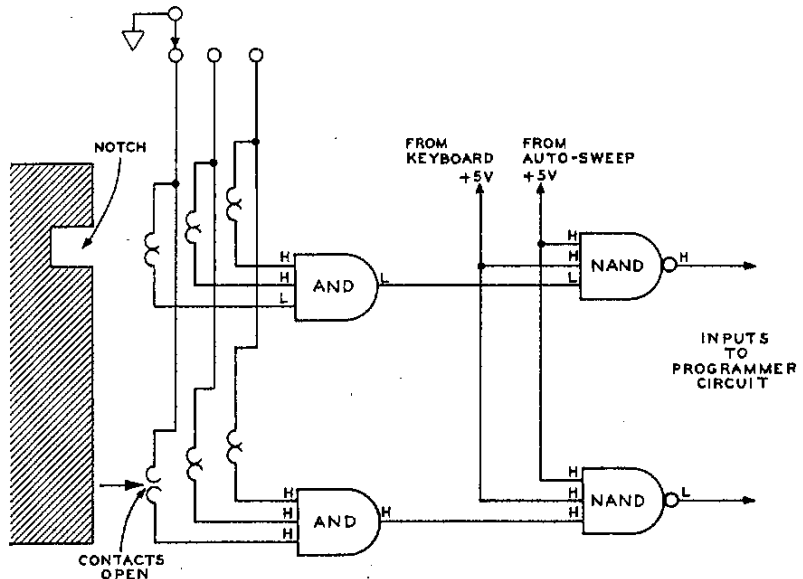 NOTCH
FROM
KEYBOARD
+5V
FROM
AUTO-SWEEP
+5V
H
H
L
AND
L
H
H
L
NAND
H
INPUTS
TO
PROGRAMMER
CIRCUIT
H
H
H
AND
H
H
H
H
NAND
L
CONTACTS
OPEN